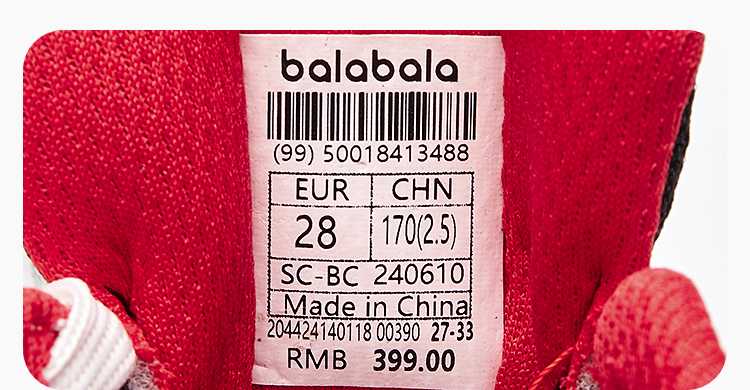 balabala
(99) 50018413488
EUR CHN
28 170(2.5)
SC-BC 240610
Made in China
204424140118 00390 27-33
RMB 399.00